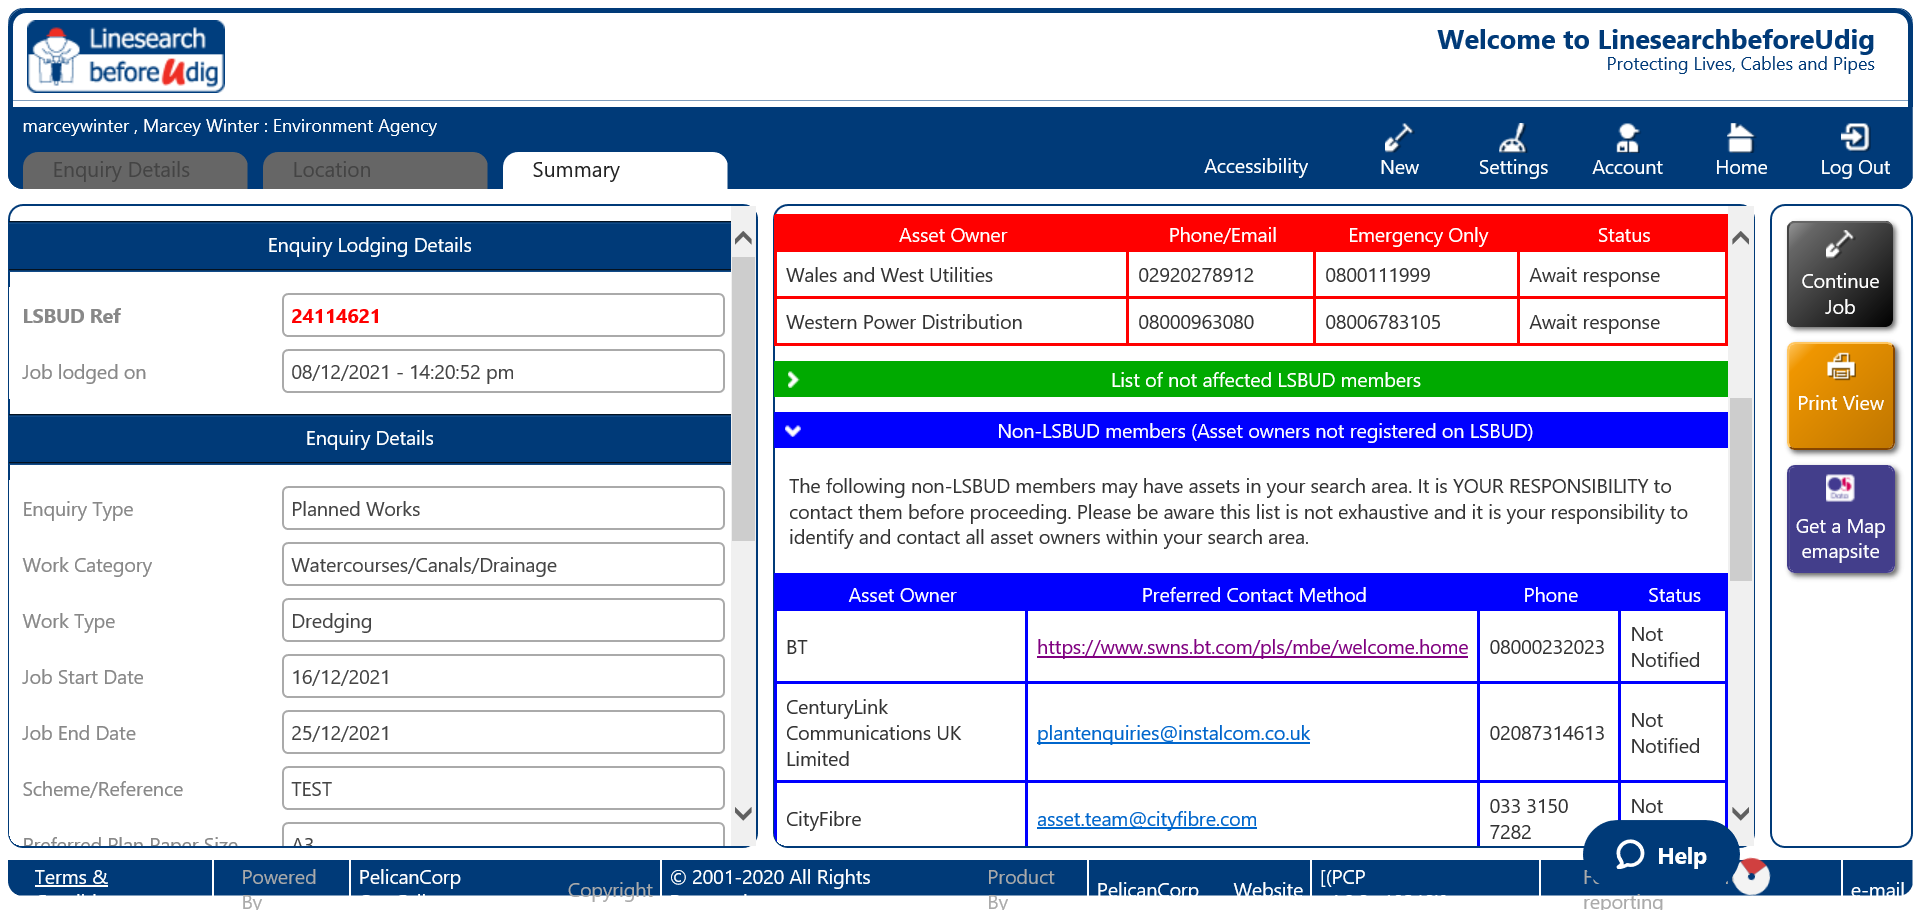 Linesearch
beforeUdig
Welcome to LinesearchbeforeUdig
Protecting Lives, Cables and Pipes
marceywinter , Marcey Winter : Environment Agency
Enquiry Details
Location
Summary
Accessibility
New
Settings
Account
Home
Log Out
Enquiry Lodging Details
LSBUD Ref
24114621
Job lodged on
08/12/2021 - 14:20:52 pm
Enquiry Details
Enquiry Type
Planned Works
Work Category
Watercourses/Canals/Drainage
Work Type
Dredging
Job Start Date
16/12/2021
Job End Date
25/12/2021
Scheme/Reference
TEST
Preferred Plan Paper Size
A3
Asset Owner Phone/Email Emergency Only Status
Wales and West Utilities 02920278912 0800111999 Await response
Western Power Distribution 08000963080 08006783105 Await response
List of not affected LSBUD members
Non-LSBUD members (Asset owners not registered on LSBUD)
The following non-LSBUD members may have assets in your search area. It is YOUR RESPONSIBILITY to
contact them before proceeding. Please be aware this list is not exhaustive and it is your responsibility to
identify and contact all asset owners within your search area.
Asset Owner Preferred Contact Method Phone Status
BT
https://www.swns.bt.com/pls/mbe/welcome.home
08000232023
Not
Notified
CenturyLink
Communications UK
Limited
plantenquiries@instalcom.co.uk
02087314613
Not
Notified
CityFibre
asset.team@cityfibre.com
033 3150
7282
Not
Continue
Job
Print View
Data
Get a Map
emapsite
Help
Terms &
Powered
By
PelicanCorp
Copyright
© 2001-2020 All Rights
Product
By
PelicanCorp
Website
[(PCP
reporting
e-mail